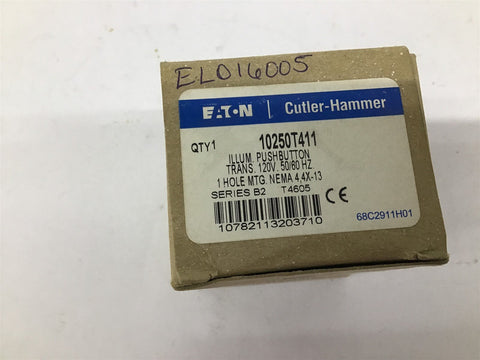 EL016005
EATON | Cutler-Hammer
QTY1 10250T411
ILLUM. PUSHBUTTON
TRANS. 120V. 50/60 HZ.
1 HOLE MTG. NEMA 4,4X-13
SERIES B2 T4605 CE
10782113203710
68C2911H01